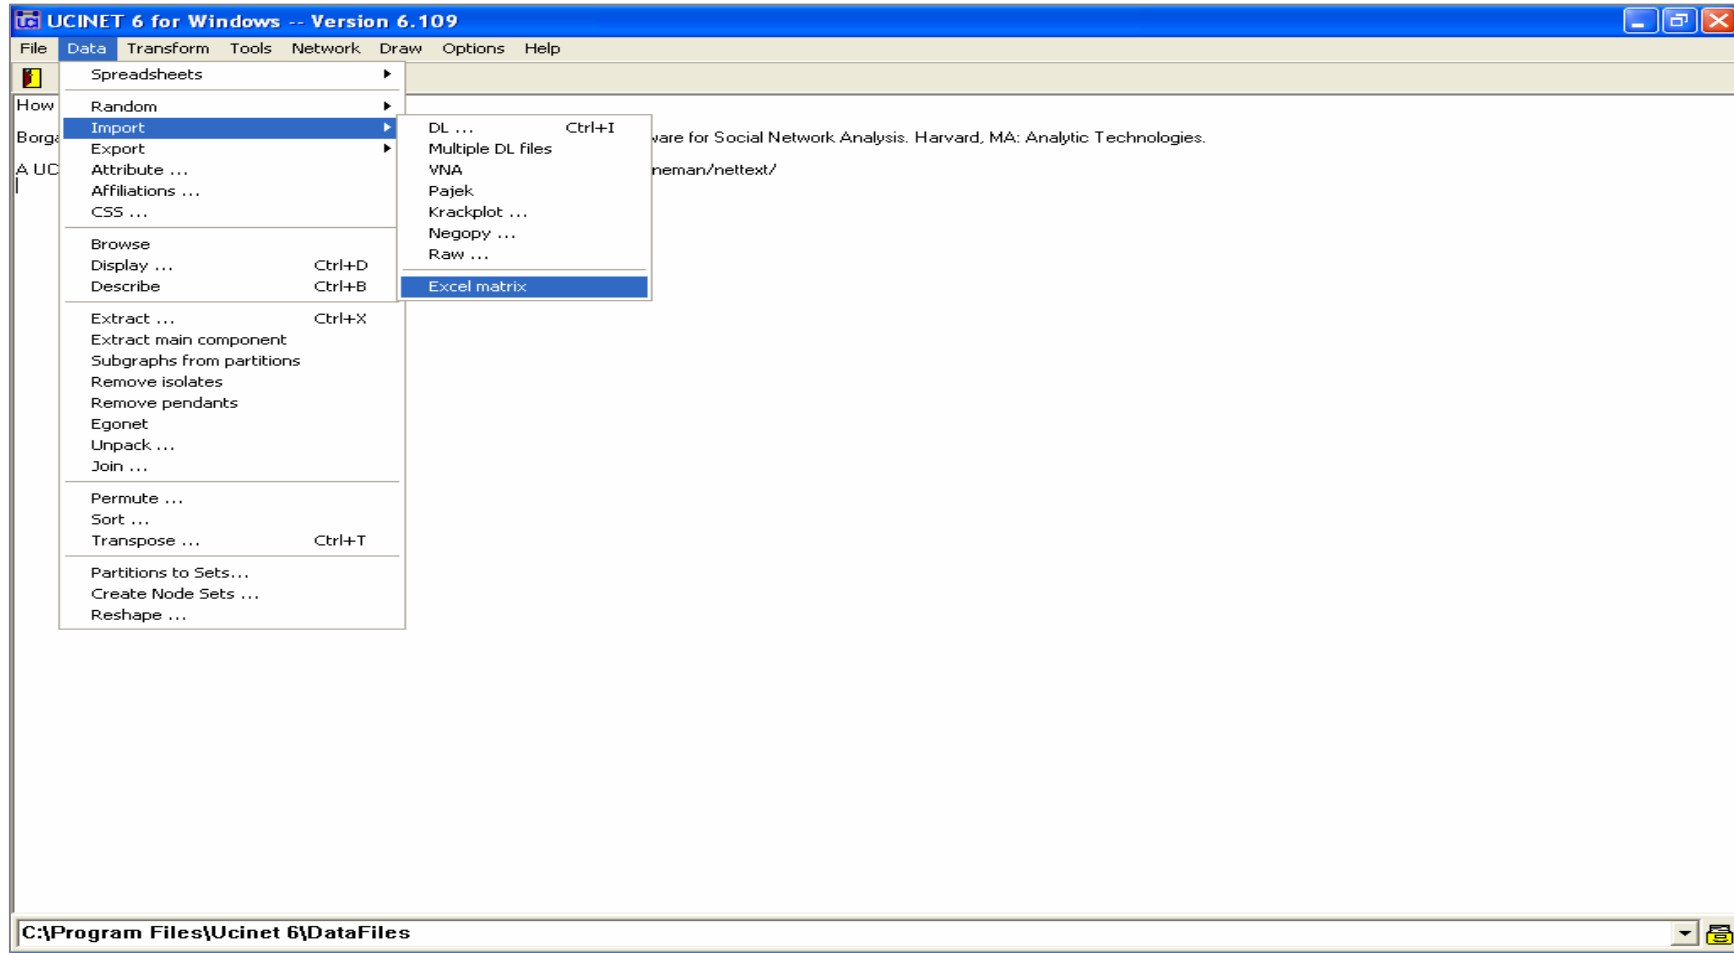 UCINET 6 for Windows -- Version 6.109
File Data Transform Tools Network Draw Options Help
Spreadsheets
How
Random
Import
DL ... Ctrl+I
ware for Social Network Analysis. Harvard, MA: Analytic Technologies.
Export
Multiple DL files
A UC
Attribute ...
VNA
neman/nettext/
Affiliations ...
Pajek
CSS ...
Krackplot ...
Negopy ...
Browse
Raw ...
Display ... Ctrl+D
Describe Ctrl+B
Excel matrix
Extract ... Ctrl+X
Extract main component
Subgraphs from partitions
Remove isolates
Remove pendants
Egonet
Unpack ...
Join ...
Permute ...
Sort ...
Transpose ... Ctrl+T
Partitions to Sets...
Create Node Sets ...
Reshape ...
C:\Program Files\Ucinet 6\DataFiles